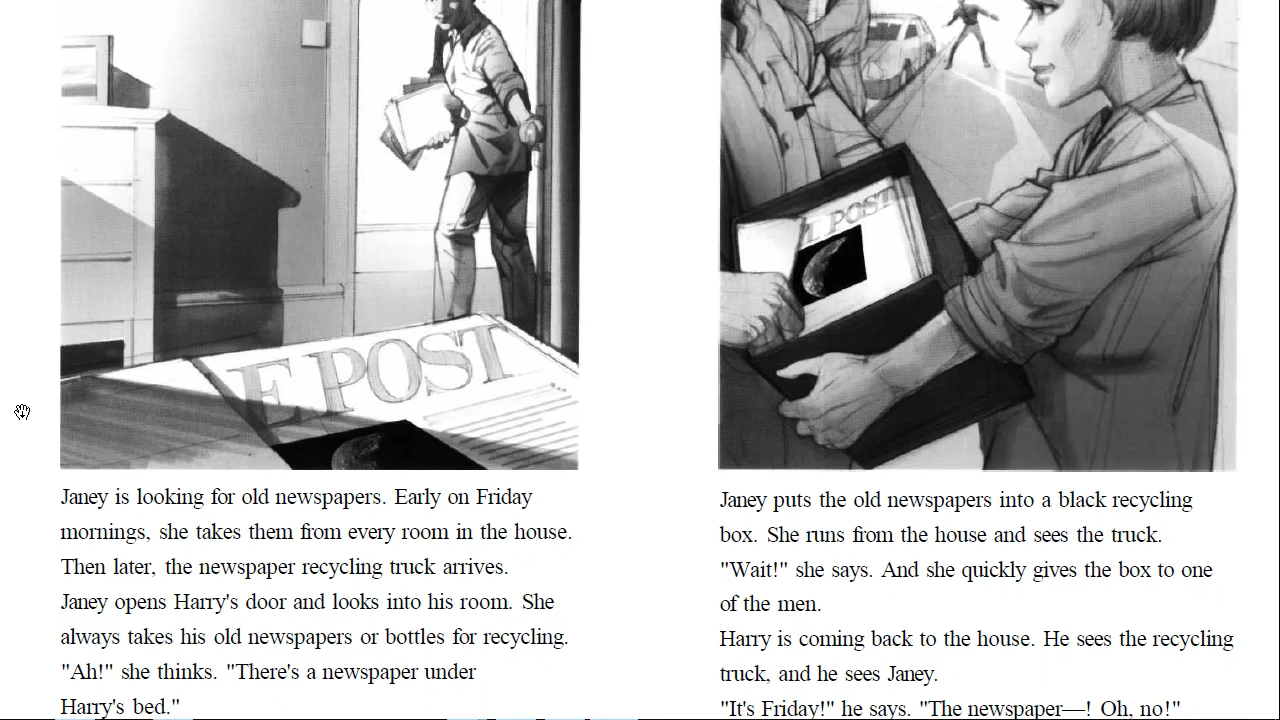 E POST
Janey is looking for old newspapers. Early on Friday
mornings, she takes them from every room in the house.
Then later, the newspaper recycling truck arrives.
Janey opens Harry's door and looks into his room. She
always takes his old newspapers or bottles for recycling.
"Ah!" she thinks. "There's a newspaper under
Harry's bed."
E POST
Janey puts the old newspapers into a black recycling
box. She runs from the house and sees the truck.
"Wait!" she says. And she quickly gives the box to one
of the men.
Harry is coming back to the house. He sees the recycling
truck, and he sees Janey.
"It's Friday!" he says. "The newspaper—! Oh, no!"